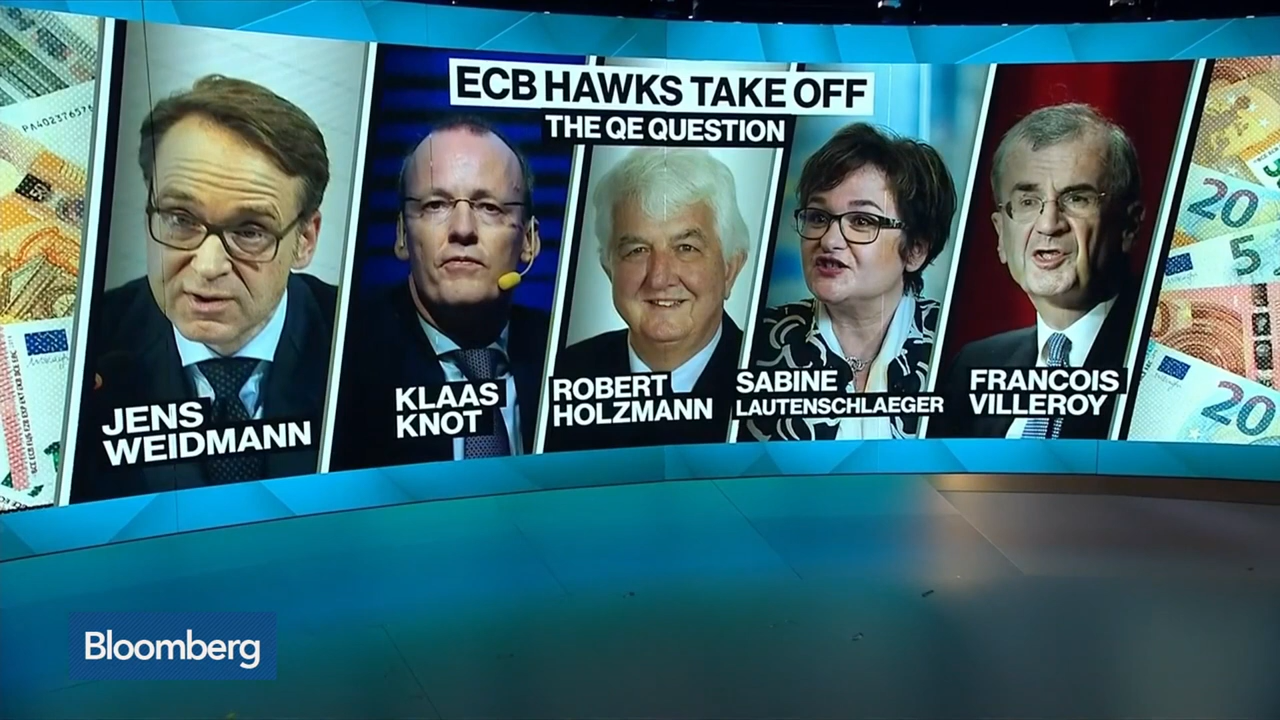 ECB HAWKS TAKE OFF
THE QE QUESTION
JENS
WEIDMANN
KLAAS
KNOT
ROBERT
HOLZMANN
SABINE
LAUTENSCHLAEGER
FRANCOIS
VILLEROY
PA4023765
20
5
20
Bloomberg